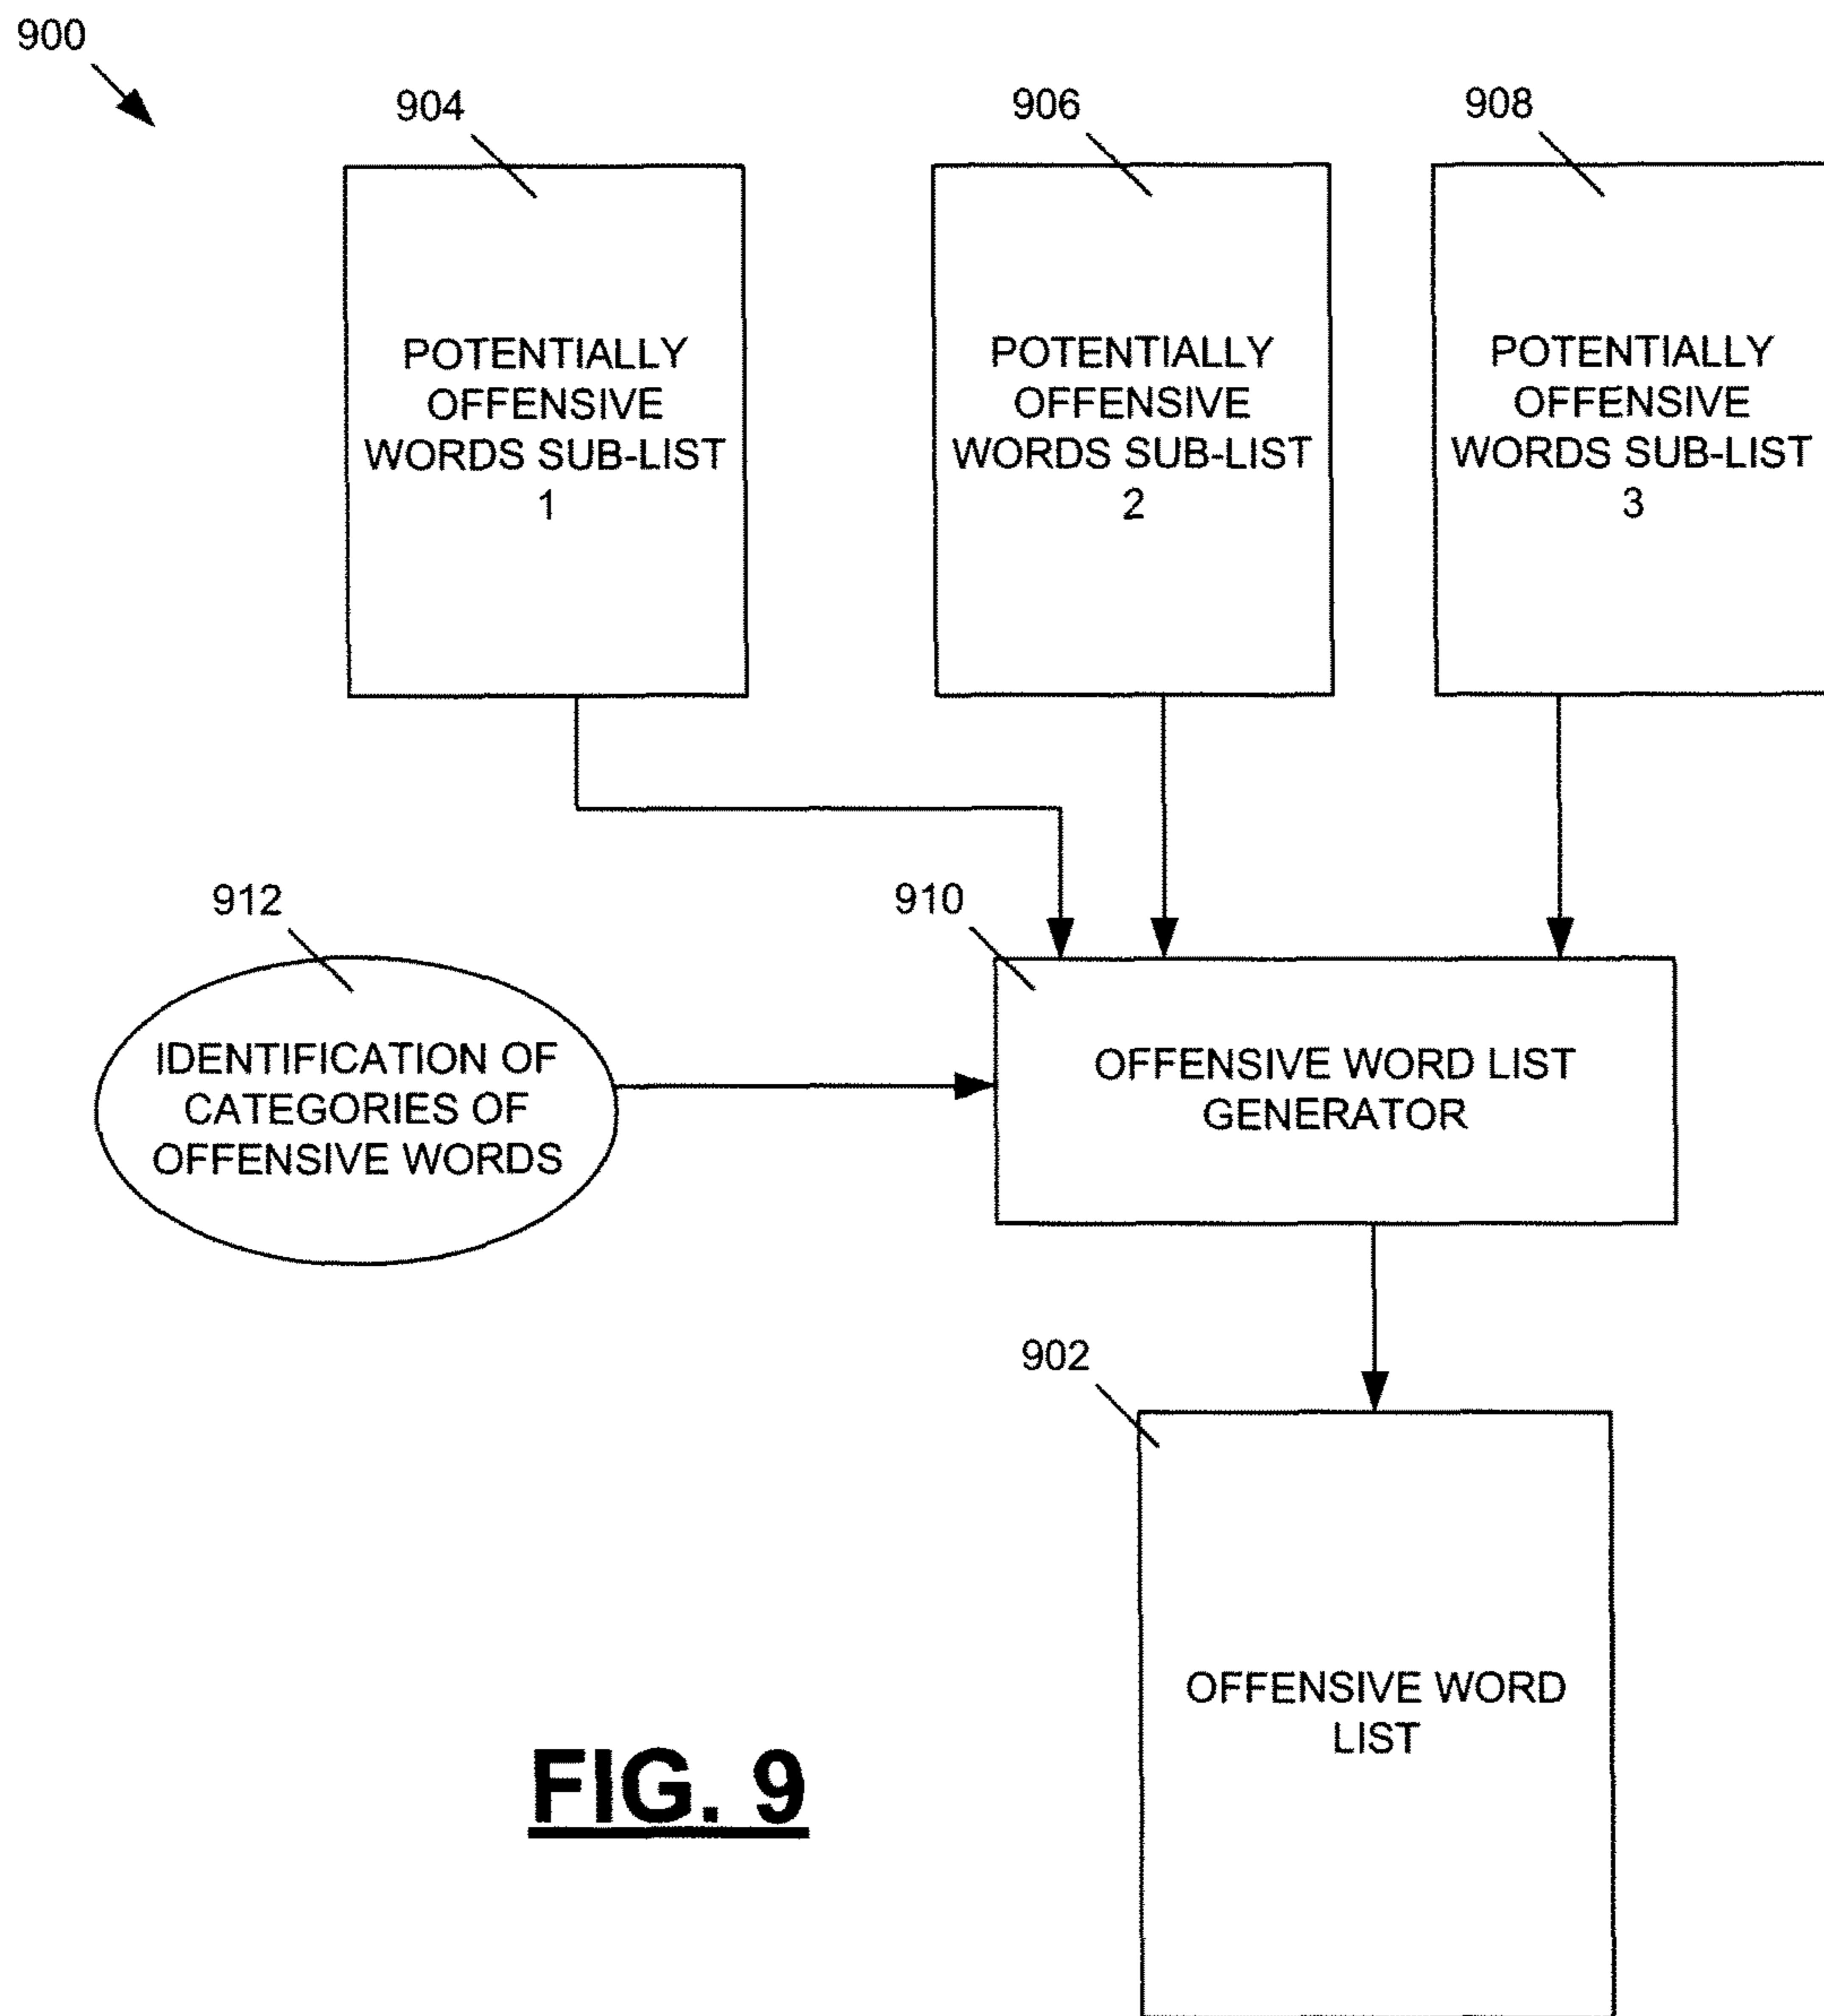 900
904
906
908
POTENTIALLY
OFFENSIVE
WORDS SUB-LIST
1
POTENTIALLY
OFFENSIVE
WORDS SUB-LIST
2
POTENTIALLY
OFFENSIVE
WORDS SUB-LIST
3
912
910
IDENTIFICATION OF
CATEGORIES OF
OFFENSIVE WORDS
OFFENSIVE WORD LIST
GENERATOR
902
OFFENSIVE WORD
LIST
FIG. 9